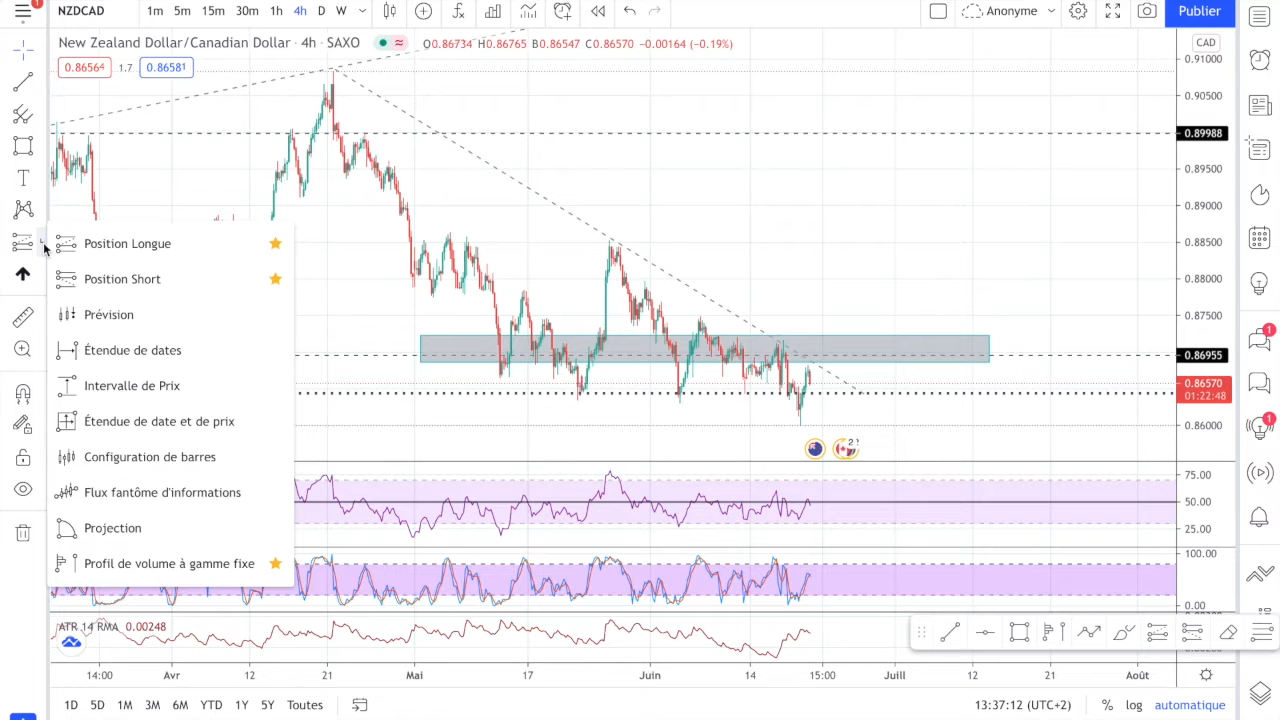 1
NZDCAD
1m 5m 15m 30m 1h 4h D W
Anonyme
Publier
New Zealand Dollar/Canadian Dollar · 4h · SAXO
O0.86734 H0.86765 B0.86547 C0.86570 −0.00164 (−0.19%)
CAD
0.86564 1.7 0.86581
0.91000
0.90500
0.89988
0.89500
0.89000
0.88500
0.88000
0.87500
0.86955
0.86570
01:22:48
0.86000
Position Longue
Position Short
Prévision
Étendue de dates
Intervalle de Prix
Étendue de date et de prix
Configuration de barres
Flux fantôme d'informations
Projection
Profil de volume à gamme fixe
1
1
2
75.00
50.00
25.00
100.00
0.00
ATR 14 RMA 0.00248
14:00 Avr 12 21 Mai 17 Juin 14 15:00 Juill 12 21 Août
1D 5D 1M 3M 6M YTD 1Y 5Y Toutes
13:37:12 (UTC+2) % log automatique